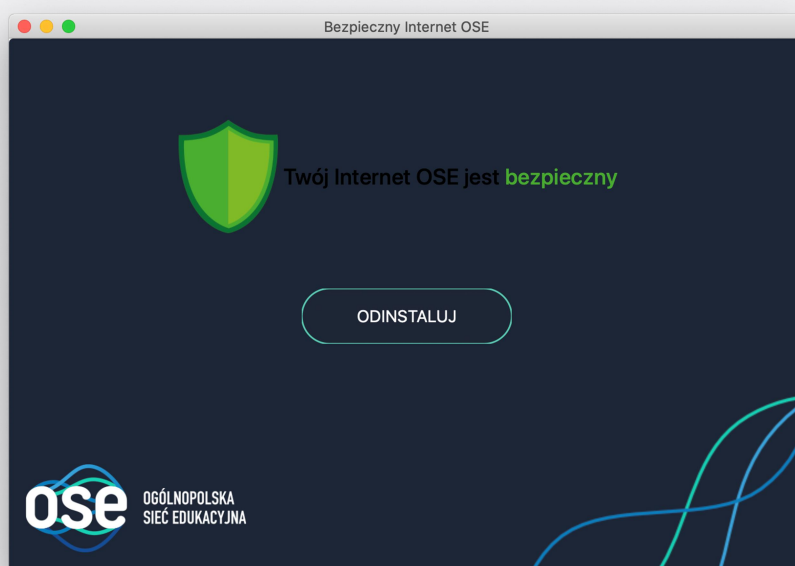 Bezpieczny Internet OSE
Twój Internet OSE jest bezpieczny
ODINSTALUJ
ose
OGÓLNOPOLSKA
SIEĆ EDUKACYJNA